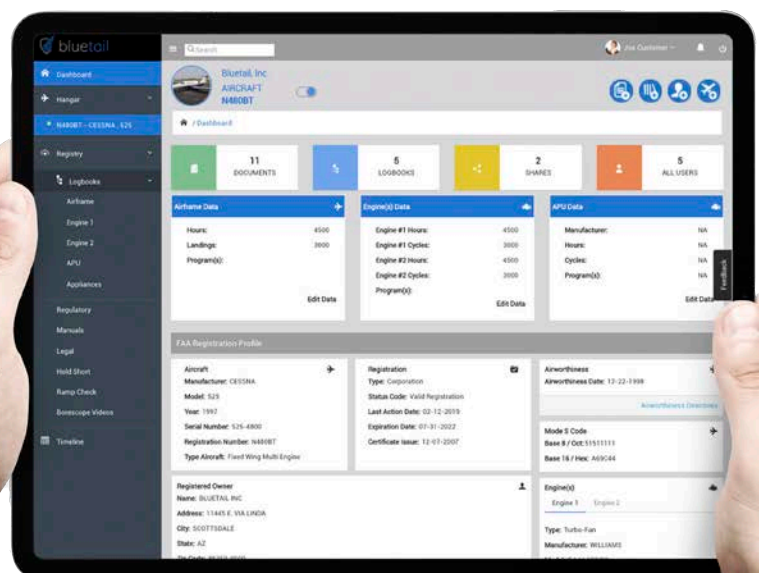 bluetail
Search
Joe Customer
Dashboard
Hangar
N480BT - CESSNA , 525
Registry
Logbooks
Airframe
Engine 1
Engine 2
APU
Appliances
Regulatory
Manuals
Legal
Hold Short
Ramp Check
Borescope Videos
Timeline
Bluetail, Inc
AIRCRAFT
N480BT
/ Dashboard
11
DOCUMENTS
5
LOGBOOKS
2
SHARES
5
ALL USERS
Airframe Data
Hours: 4500
Landings: 3000
Program(s):
Edit Data
Engine(s) Data
Engine #1 Hours: 4500
Engine #1 Cycles: 3000
Engine #2 Hours: 4500
Engine #2 Cycles: 3000
Program(s):
Edit Data
APU Data
Manufacturer: NA
Hours: NA
Cycles: NA
Program(s): NA
Edit Data
Feedback
FAA Registration Profile
Aircraft
Manufacturer: CESSNA
Model: 525
Year: 1997
Serial Number: 525-4800
Registration Number: N480BT
Type Aircraft: Fixed Wing Multi Engine
Registration
Type: Corporation
Status Code: Valid Registration
Last Action Date: 02-12-2019
Expiration Date: 07-31-2022
Certificate Issue: 12-07-2007
Airworthiness
Airworthiness Date: 12-22-1998
Airworthiness Directives
Mode S Code
Base 8 / Oct: 51511111
Base 16 / Hex: A69C44
Registered Owner
Name: BLUETAIL INC
Address: 11445 E. VIA LINDA
City: SCOTTSDALE
State: AZ
Engine(s)
Engine 1 Engine 2
Type: Turbo-Fan
Manufacturer: WILLIAMS